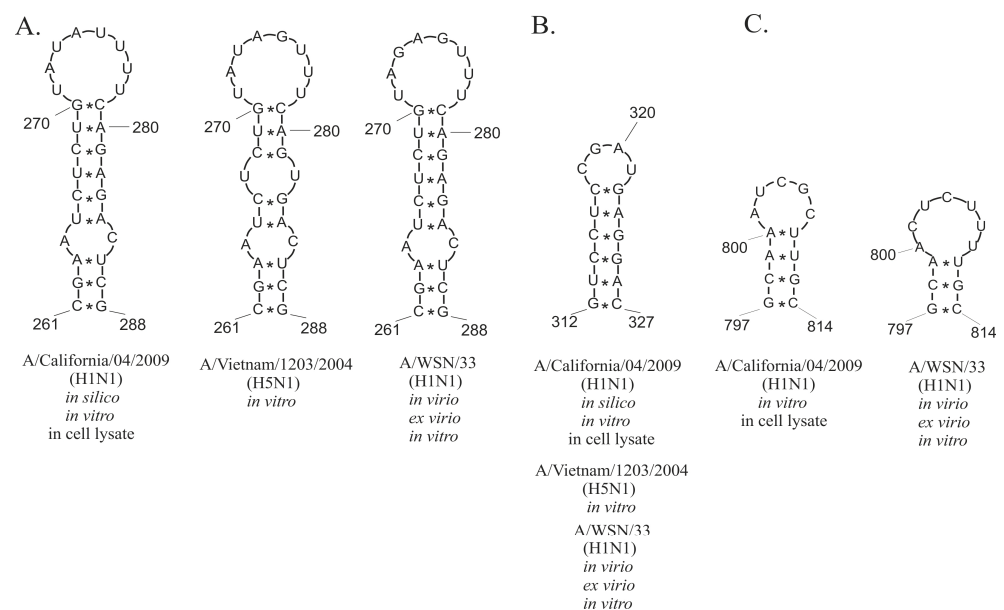 A.
C G A A U C U C U G U A U A U U U U C A G A G A C U C G
* * * * * * * *
270
280
261
288
A/California/04/2009
(H1N1)
in silico
in vitro
in cell lysate
C G A A U C U C U G U A U A G U U U C A G U G A C U C G
270
280
261
288
A/Vietnam/1203/2004
(H5N1)
in vitro
C G A A U C U C U G U A G A G U U U C A G A G A C U C G
270
280
261
288
A/WSN/33
(H1N1)
in virio
ex virio
in vitro
B.
G U C C U C C G A U G A G G A C
320
312
327
A/California/04/2009
(H1N1)
in silico
in vitro
in cell lysate
A/Vietnam/1203/2004
(H5N1)
in vitro
A/WSN/33
(H1N1)
in virio
ex virio
in vitro
C.
G C A A A U C G C U U G C
800
797
814
A/California/04/2009
(H1N1)
in vitro
in cell lysate
G C A A C U C U U U U G C
800
797
814
A/WSN/33
(H1N1)
in virio
ex virio
in vitro